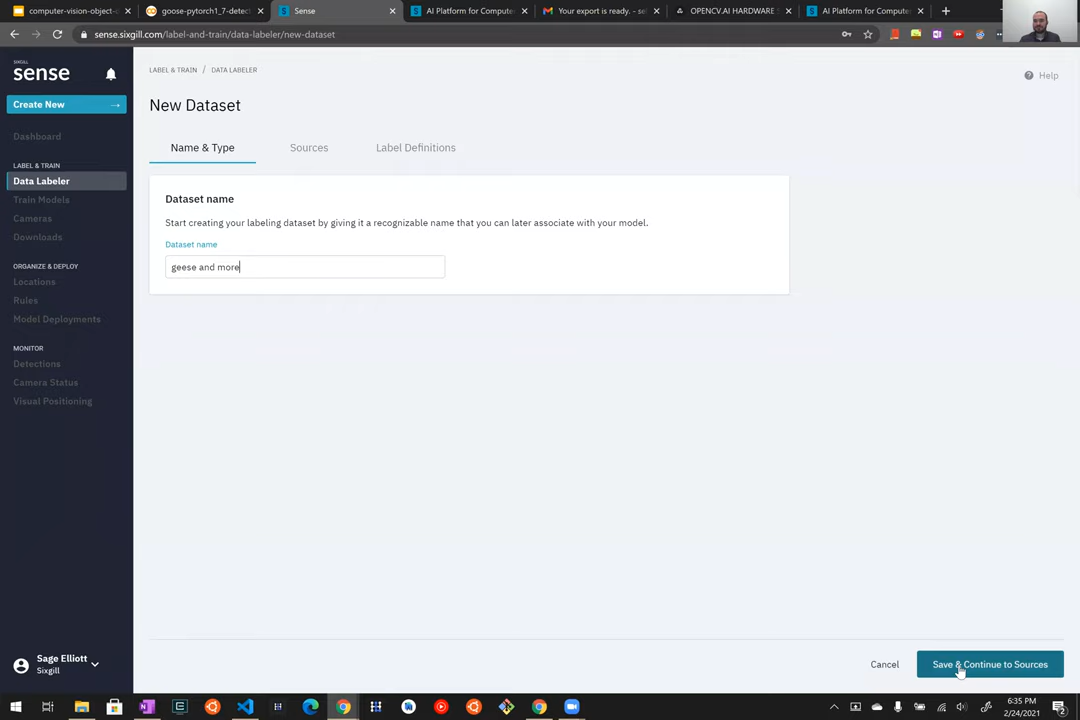 computer-vision-object-d
goose-pytorch1_7-detect
Sense
AI Platform for Compute
Your export is ready. - se
OPENCV.AI HARDWARE S
AI Platform for Compute
sense.sixgill.com/label-and-train/data-labeler/new-dataset
SIXGILL
sense
Create New →
Dashboard
LABEL & TRAIN
Data Labeler
Train Models
Cameras
Downloads
ORGANIZE & DEPLOY
Locations
Rules
Model Deployments
MONITOR
Detections
Camera Status
Visual Positioning
Sage Elliott
Sixgill
LABEL & TRAIN / DATA LABELER
Help
New Dataset
Name & Type
Sources
Label Definitions
Dataset name
Start creating your labeling dataset by giving it a recognizable name that you can later associate with your model.
Dataset name
geese and more
Cancel
Save & Continue to Sources
6:35 PM
2/24/2021